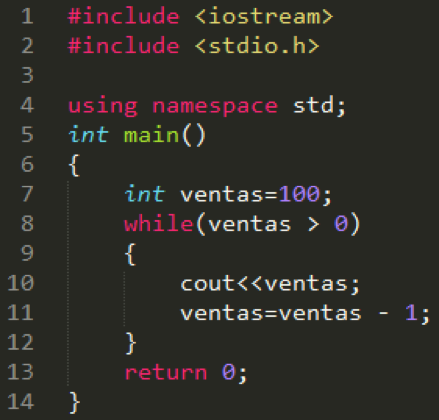 1 #include <iostream>
2 #include <stdio.h>
3
4 using namespace std;
5 int main()
6 {
7     int ventas=100;
8     while(ventas > 0)
9     {
10         cout<<ventas;
11         ventas=ventas - 1;
12     }
13     return 0;
14 }